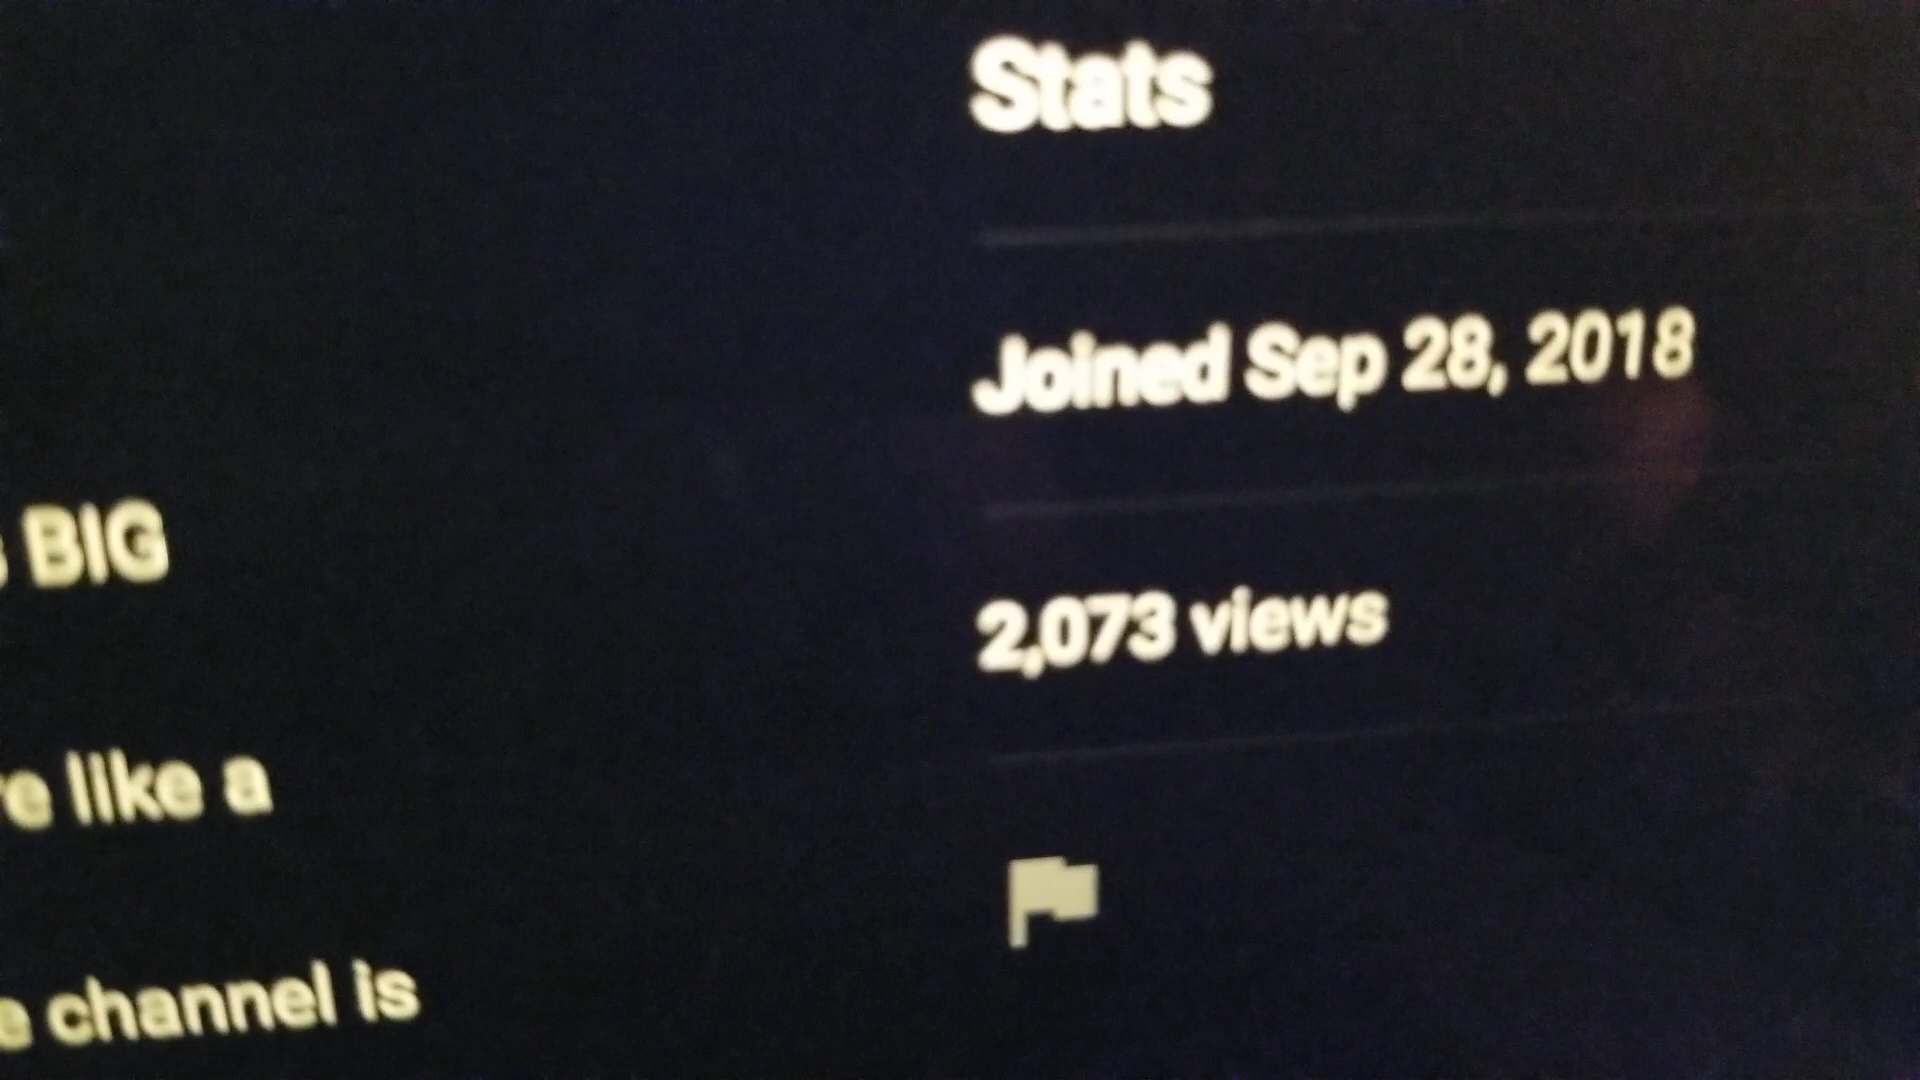 Stats
Joined Sep 28, 2018
BIG
2,073 views
like a
channel is